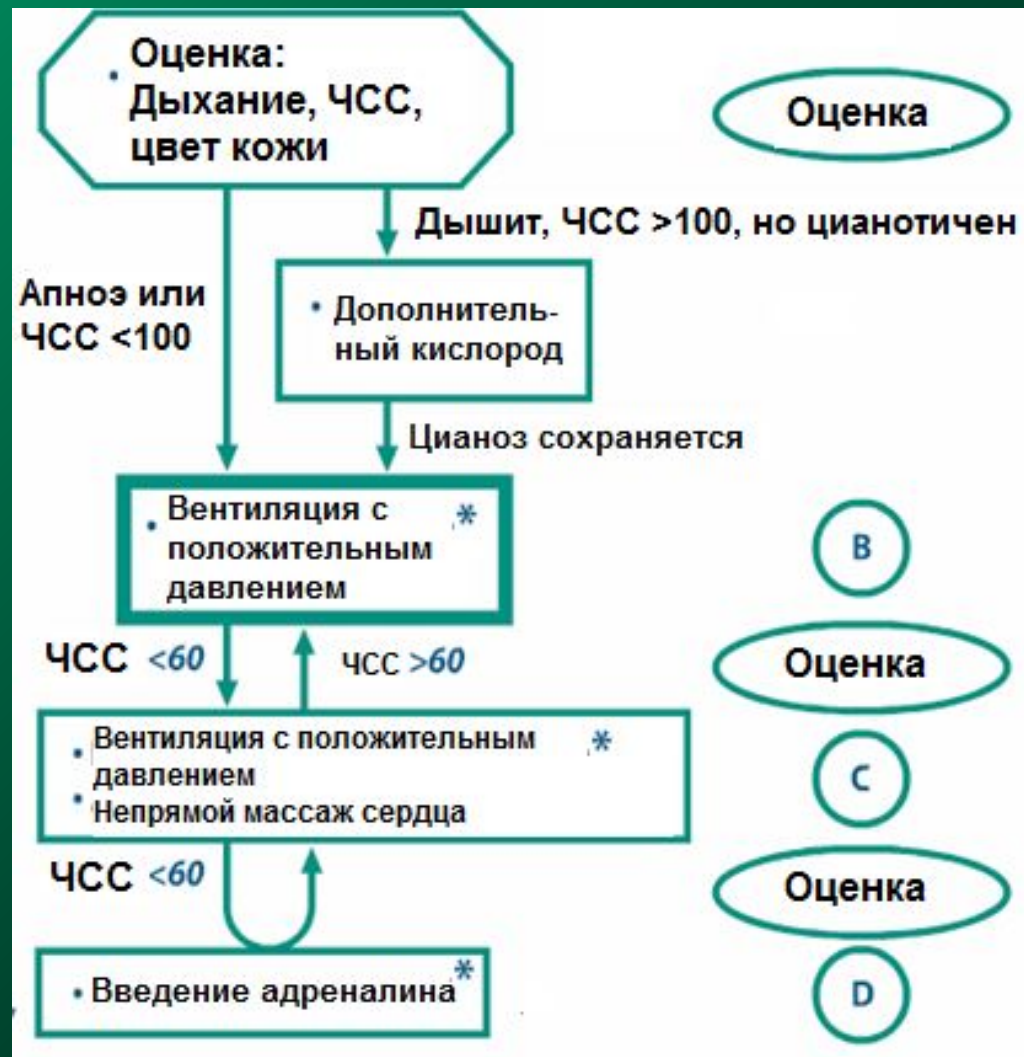 Оценка:
Дыхание, ЧСС,
цвет кожи
Оценка
Дышит, ЧСС >100, но цианотичен
Апноэ или
ЧСС <100
• Дополнитель-
ный кислород
Цианоз сохраняется
• Вентиляция с *
положительным
давлением
B
ЧСС <60
ЧСС >60
Оценка
• Вентиляция с положительным *
давлением
• Непрямой массаж сердца
C
ЧСС <60
Оценка
• Введение адреналина*
D